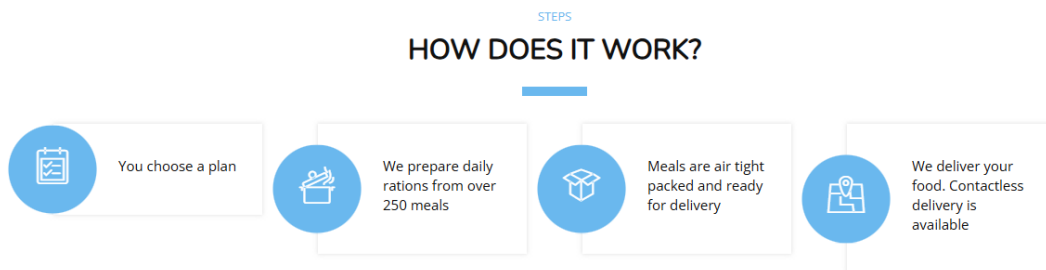 STEPS
HOW DOES IT WORK?
You choose a plan
We prepare daily
rations from over
250 meals
Meals are air tight
packed and ready
for delivery
We deliver your
food. Contactless
delivery is
available